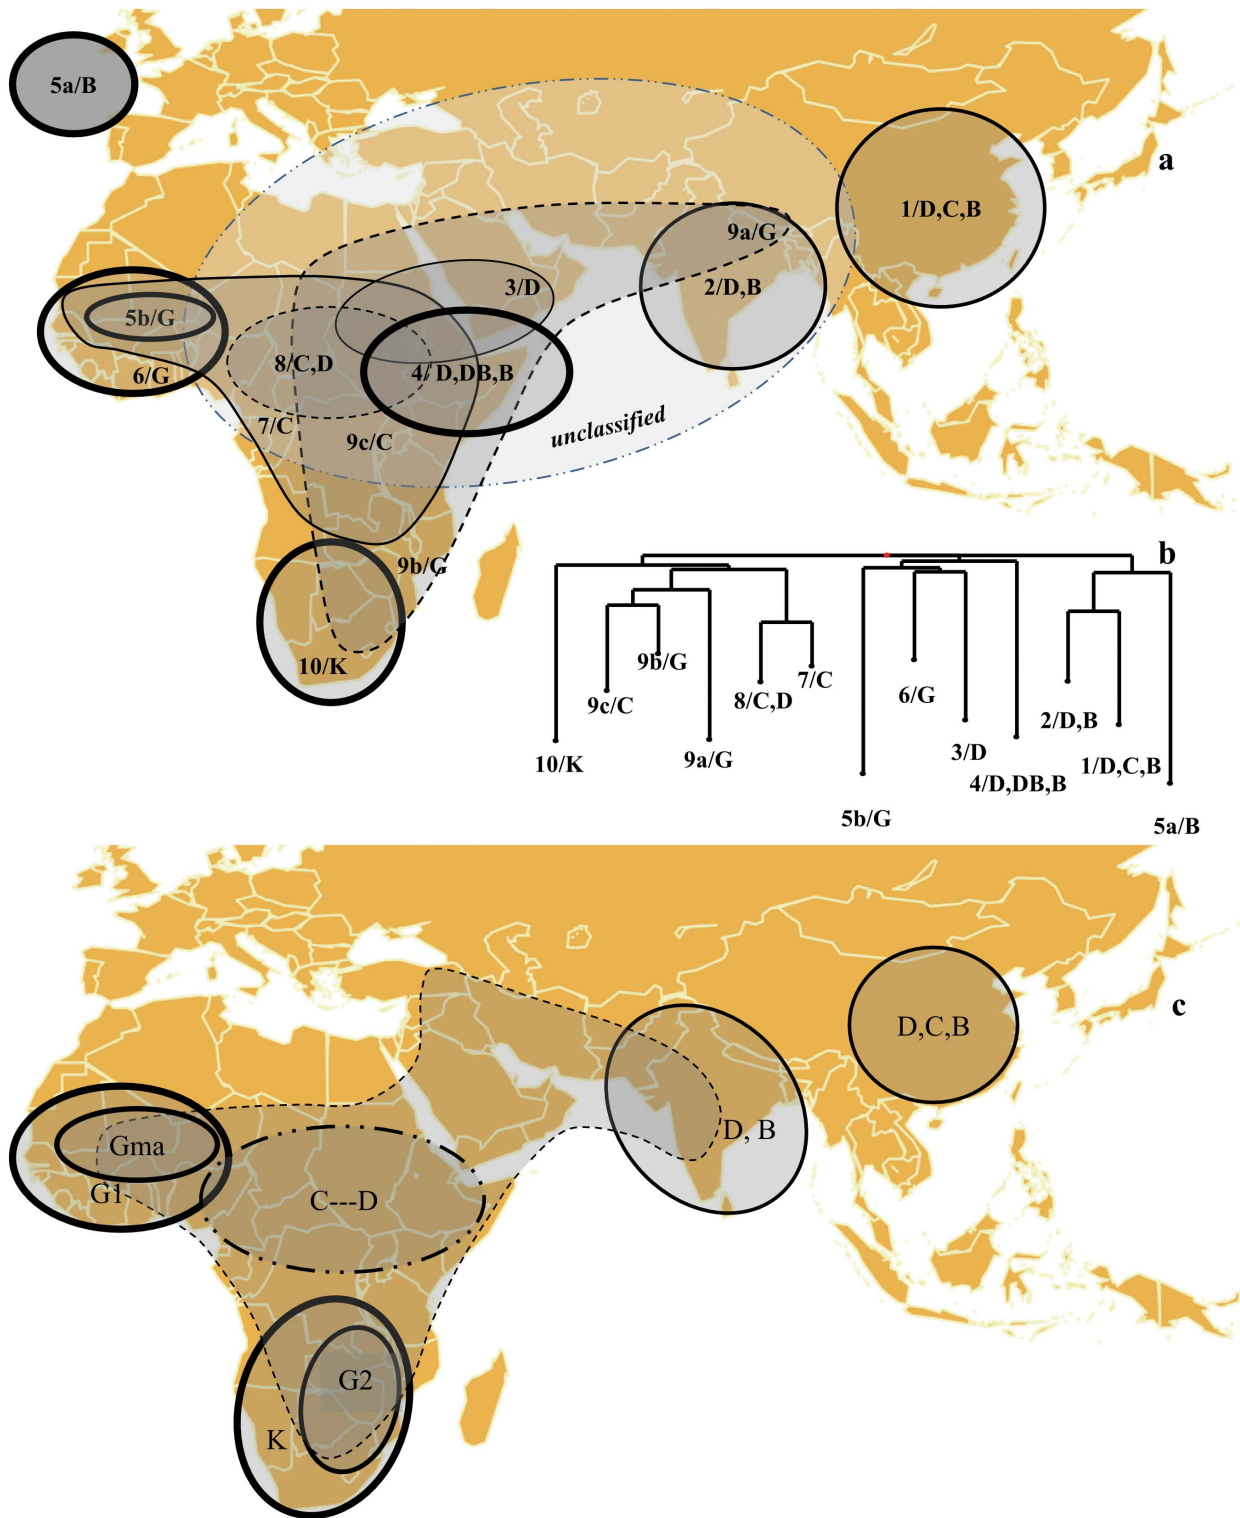 5a/B
a
1/D,C,B
9a/G
3/D
2/D,B
5b/G
8/C,D
4/ D,DB,B
6/G
7/C
9c/C
unclassified
9b/G
10/K
b
9b/G
7/C
9c/C
8/C, D
6/G
2/D,B
10/K
9a/G
3/D
4/D,DB,B
1/D,C,B
5b/G
5a/B
c
D,C,B
D, B
Gma
G1
C---D
G2
K